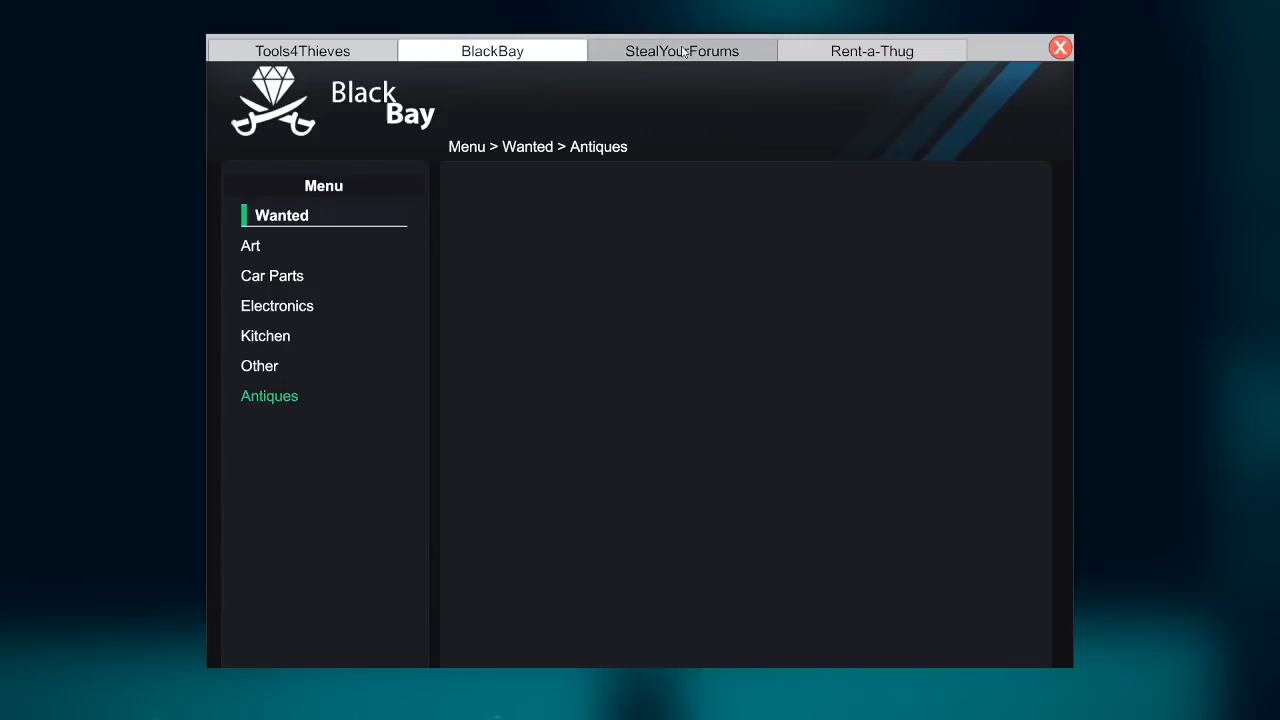 Tools4Thieves
BlackBay
StealYourForums
Rent-a-Thug
X
Black
Bay
Menu > Wanted > Antiques
Menu
Wanted
Art
Car Parts
Electronics
Kitchen
Other
Antiques